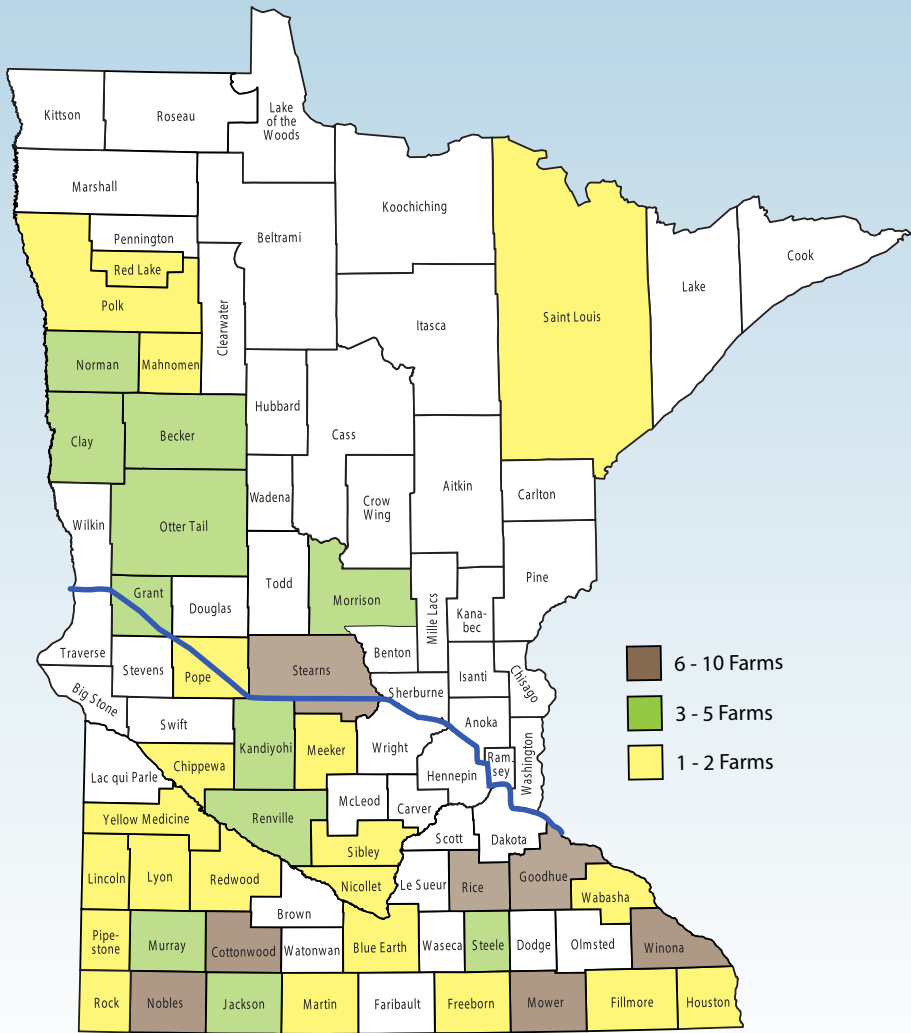 Kittson
Roseau
Lake
of the
Woods
Marshall
Koochiching
Pennington
Beltrami
Red Lake
Cook
Lake
Polk
Clearwater
Itasca
Saint Louis
Norman
Mahnomen
Hubbard
Cass
Clay
Becker
Aitkin
Wadena
Carlton
Crow
Wing
Wilkin
Otter Tail
Pine
Todd
Grant
Douglas
Morrison
Mille Lacs
Kana-
bec
Traverse
Stevens
Pope
Stearns
Benton
Isanti
Chisago
6 - 10 Farms
Big Stone
Sherburne
Swift
Anoka
3 - 5 Farms
Kandiyohi
Meeker
Wright
Ram-
sey
Washington
1 - 2 Farms
Chippewa
Lac qui Parle
Hennepin
McLeod
Carver
Yellow Medicine
Renville
Scott
Dakota
Sibley
Lincoln
Lyon
Redwood
Nicollet
Le Sueur
Rice
Goodhue
Wabasha
Brown
Pipe-
stone
Murray
Cottonwood
Watonwan
Blue Earth
Waseca
Steele
Dodge
Olmsted
Winona
Rock
Nobles
Jackson
Martin
Faribault
Freeborn
Mower
Fillmore
Houston